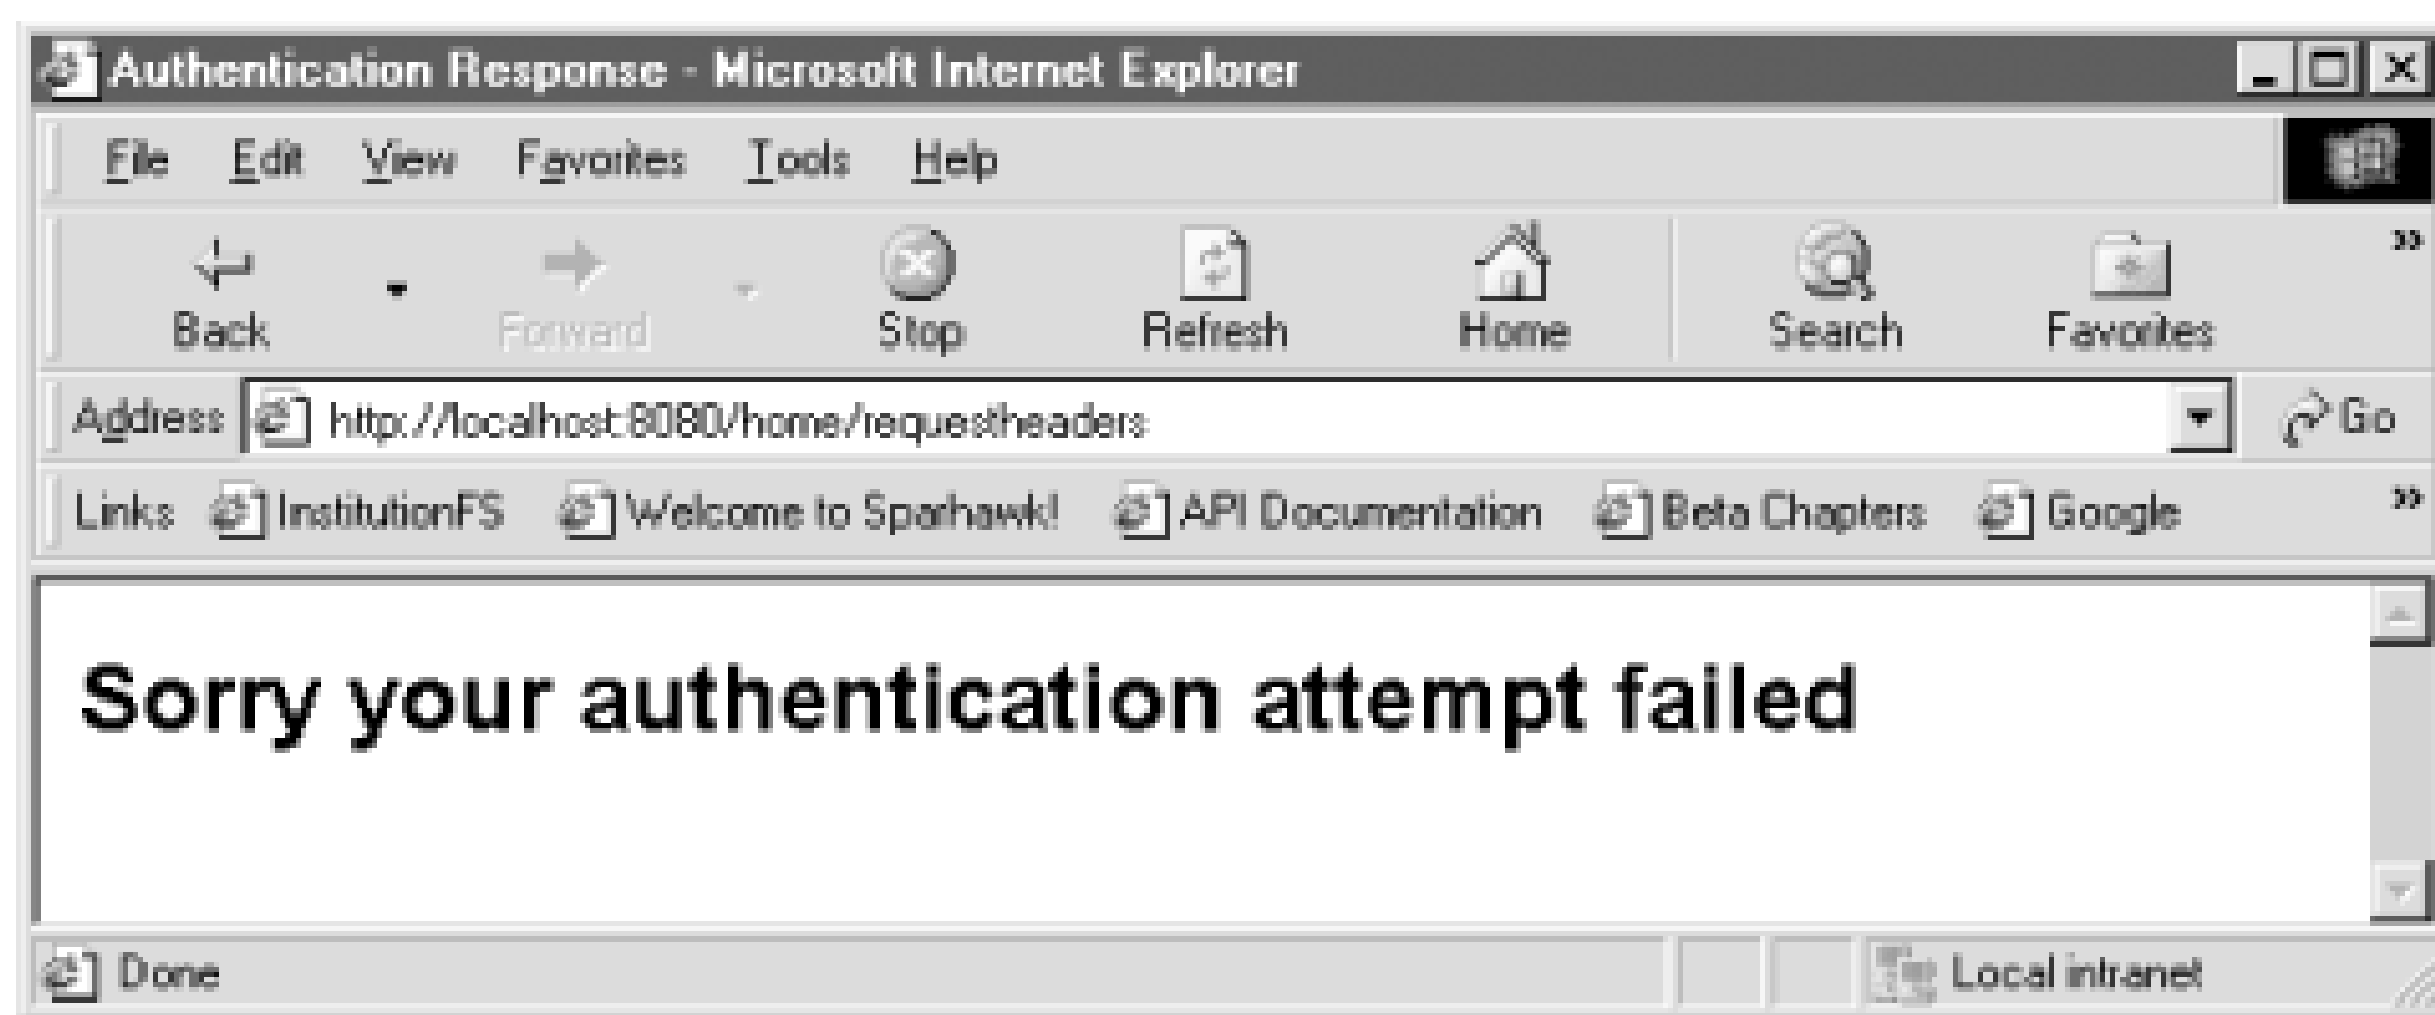 Authentication Response - Microsoft Internet Explorer
File Edit View Favorites Tools Help
»
Back Forward Stop Refresh Home Search Favorites
Address http://localhost:8080/home/requestheaders Go
Links InstitutionFS Welcome to Sparhawk! API Documentation Beta Chapters Google »
Sorry your authentication attempt failed
Done Local intranet